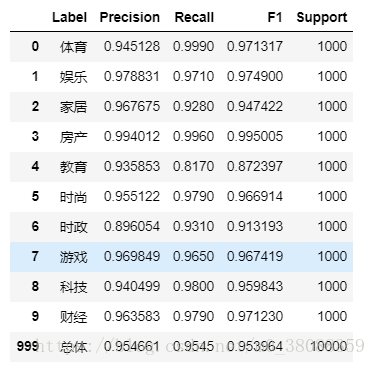 Label Precision Recall F1 Support
0 体育 0.945128 0.9990 0.971317 1000
1 娱乐 0.978831 0.9710 0.974900 1000
2 家居 0.967675 0.9280 0.947422 1000
3 房产 0.994012 0.9960 0.995005 1000
4 教育 0.935853 0.8170 0.872397 1000
5 时尚 0.955122 0.9790 0.966914 1000
6 时政 0.896054 0.9310 0.913193 1000
7 游戏 0.969849 0.9650 0.967419 1000
8 科技 0.940499 0.9800 0.959843 1000
9 财经 0.963583 0.9790 0.971230 1000
999 总体 0.954661 0.9545 0.953964 10000